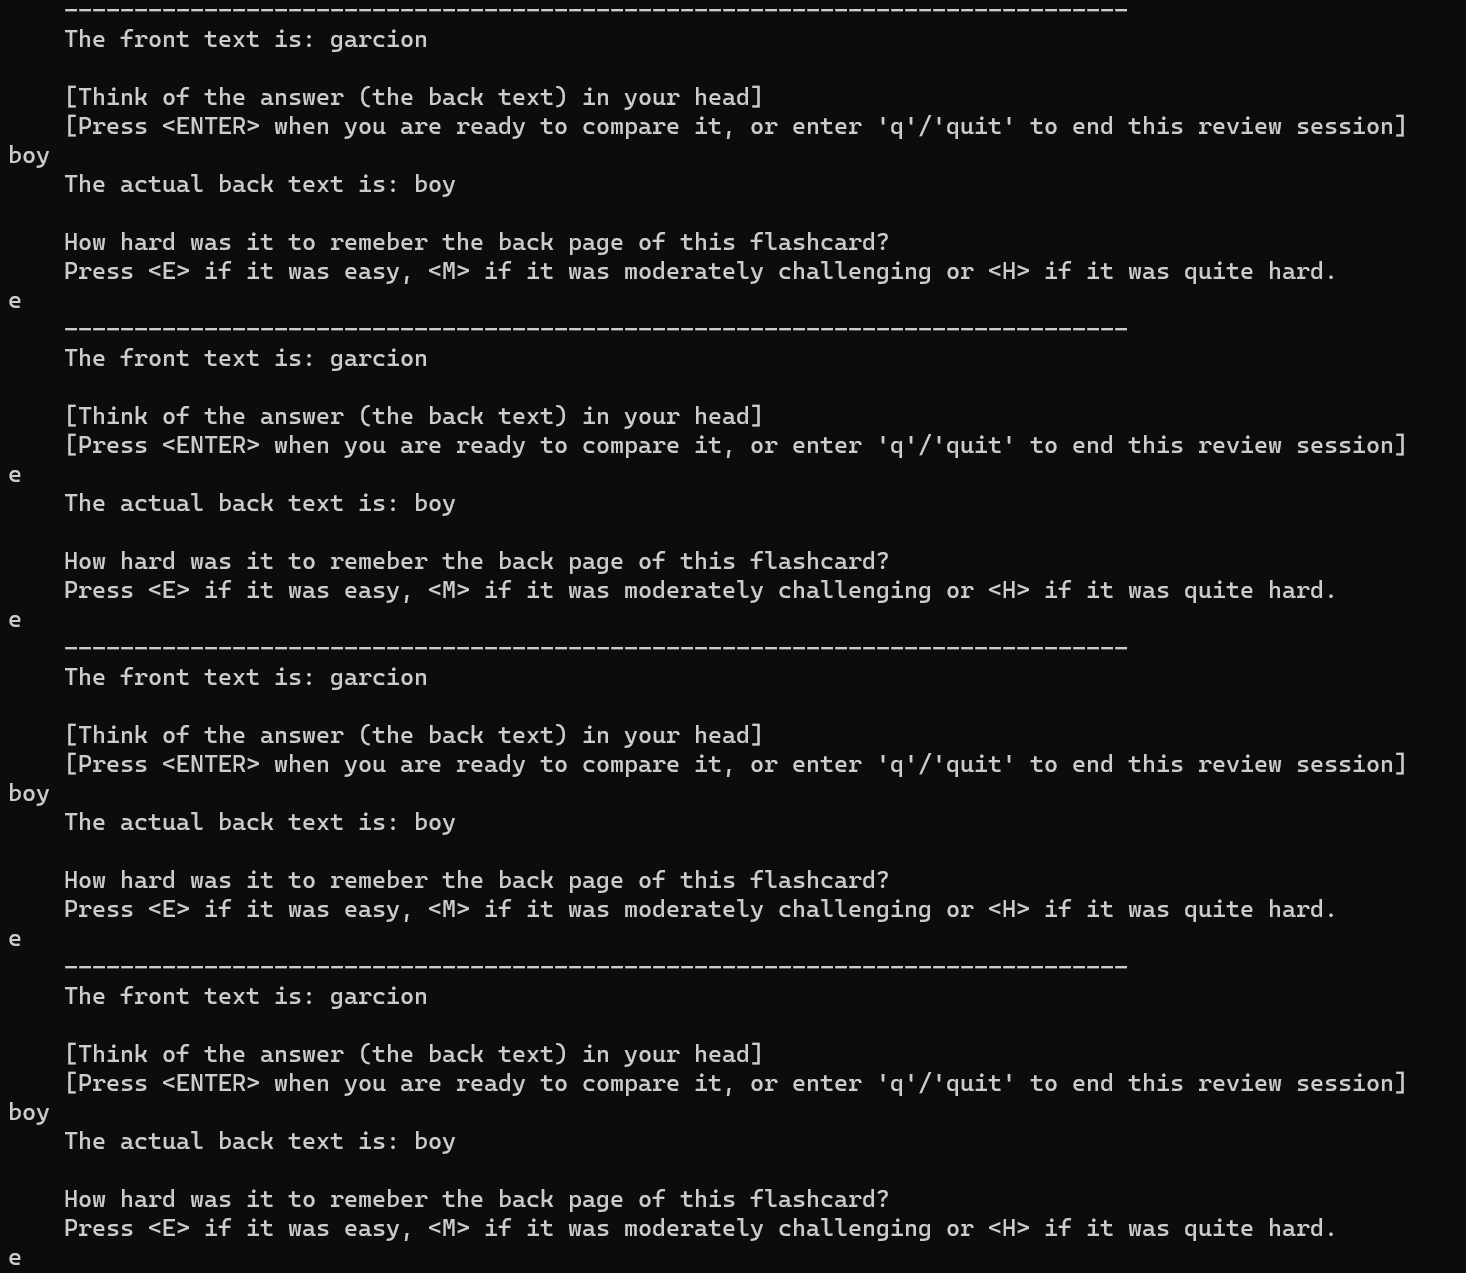 The front text is: garcion
[Think of the answer (the back text) in your head]
[Press <ENTER> when you are ready to compare it, or enter 'q'/'quit' to end this review session]
boy
The actual back text is: boy
How hard was it to remeber the back page of this flashcard?
Press <E> if it was easy, <M> if it was moderately challenging or <H> if it was quite hard.
e
The front text is: garcion
[Think of the answer (the back text) in your head]
[Press <ENTER> when you are ready to compare it, or enter 'q'/'quit' to end this review session]
e
The actual back text is: boy
How hard was it to remeber the back page of this flashcard?
Press <E> if it was easy, <M> if it was moderately challenging or <H> if it was quite hard.
e
The front text is: garcion
[Think of the answer (the back text) in your head]
[Press <ENTER> when you are ready to compare it, or enter 'q'/'quit' to end this review session]
boy
The actual back text is: boy
How hard was it to remeber the back page of this flashcard?
Press <E> if it was easy, <M> if it was moderately challenging or <H> if it was quite hard.
e
The front text is: garcion
[Think of the answer (the back text) in your head]
[Press <ENTER> when you are ready to compare it, or enter 'q'/'quit' to end this review session]
boy
The actual back text is: boy
How hard was it to remeber the back page of this flashcard?
Press <E> if it was easy, <M> if it was moderately challenging or <H> if it was quite hard.
e